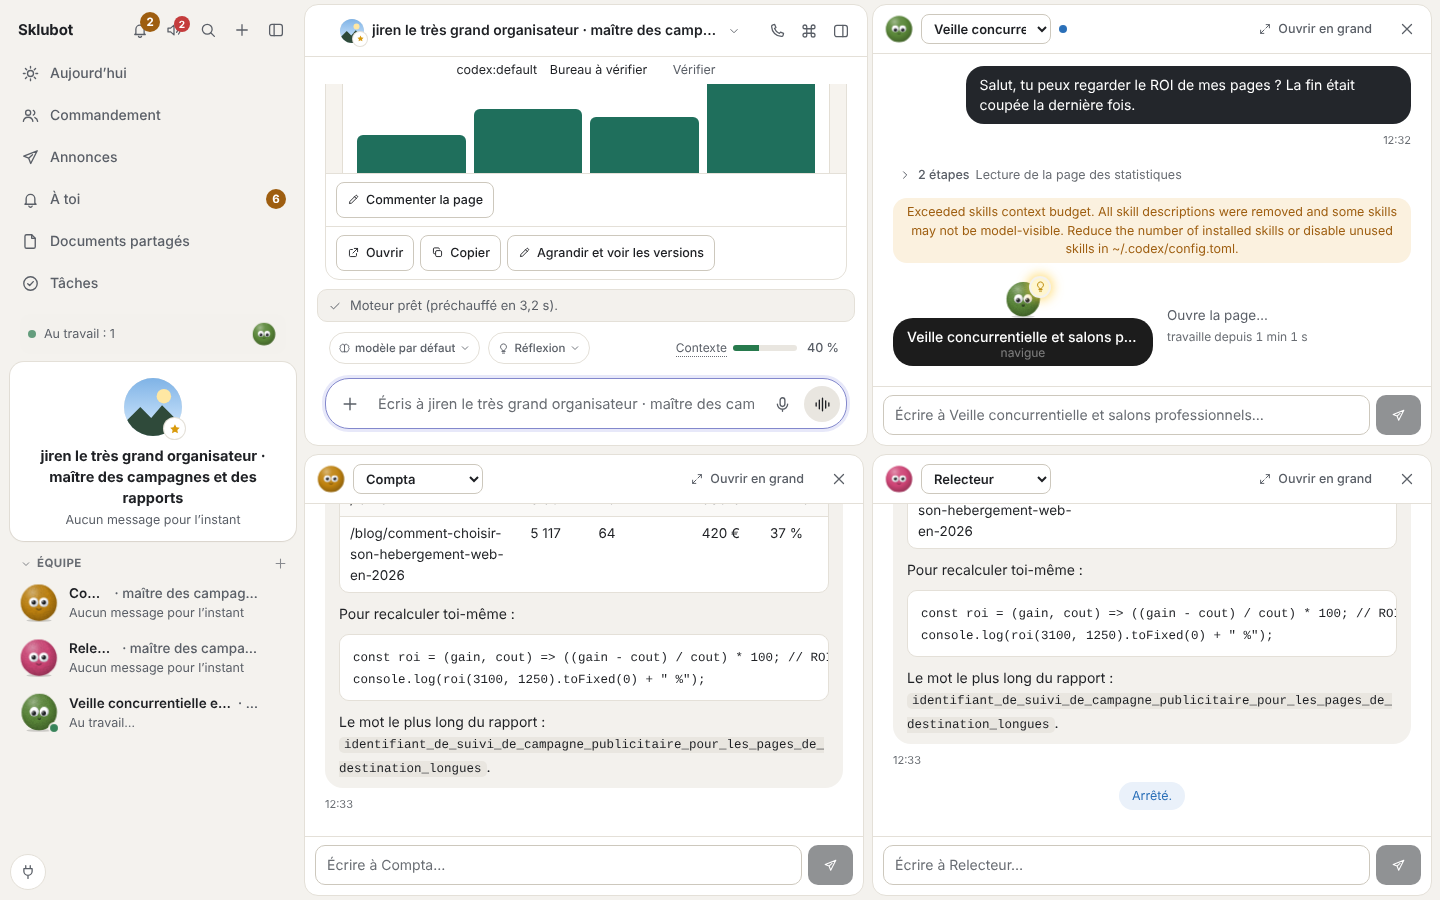 Sklubot
2
2
Aujourd'hui
Commandement
Annonces
À toi
6
Documents partagés
Tâches
Au travail : 1
jiren le très grand organisateur ·
maître des campagnes et des
rapports
Aucun message pour l'instant
ÉQUIPE
Co... · maître des campag...
Aucun message pour l'instant
Rele... · maître des campa...
Aucun message pour l'instant
Veille concurrentielle e... · ...
Au travail...
jiren le très grand organisateur · maître des camp...
codex:default Bureau à vérifier Vérifier
Commenter la page
Ouvrir
Copier
Agrandir et voir les versions
Moteur prêt (préchauffé en 3,2 s).
modèle par défaut
Réflexion
Contexte
40 %
Écris à jiren le très grand organisateur · maître des cam
Veille concurre
Ouvrir en grand
Salut, tu peux regarder le ROI de mes pages ? La fin était
coupée la dernière fois.
12:32
2 étapes Lecture de la page des statistiques
Exceeded skills context budget. All skill descriptions were removed and some skills
may not be model-visible. Reduce the number of installed skills or disable unused
skills in ~/.codex/config.toml.
Veille concurrentielle et salons p...
navigue
Ouvre la page...
travaille depuis 1 min 1 s
Écrire à Veille concurrentielle et salons professionnels...
Compta
Ouvrir en grand
/blog/comment-choisir- 5 117 64 420 € 37 %
son-hebergement-web-
en-2026
Pour recalculer toi-même :
const roi = (gain, cout) => ((gain - cout) / cout) * 100; // ROI
console.log(roi(3100, 1250).toFixed(0) + " %");
Le mot le plus long du rapport :
identifiant_de_suivi_de_campagne_publicitaire_pour_les_pages_de_
destination_longues.
12:33
Écrire à Compta...
Relecteur
Ouvrir en grand
son-hebergement-web-
en-2026
Pour recalculer toi-même :
const roi = (gain, cout) => ((gain - cout) / cout) * 100; // ROI
console.log(roi(3100, 1250).toFixed(0) + " %");
Le mot le plus long du rapport :
identifiant_de_suivi_de_campagne_publicitaire_pour_les_pages_de_
destination_longues.
12:33
Arrêté.
Écrire à Relecteur...